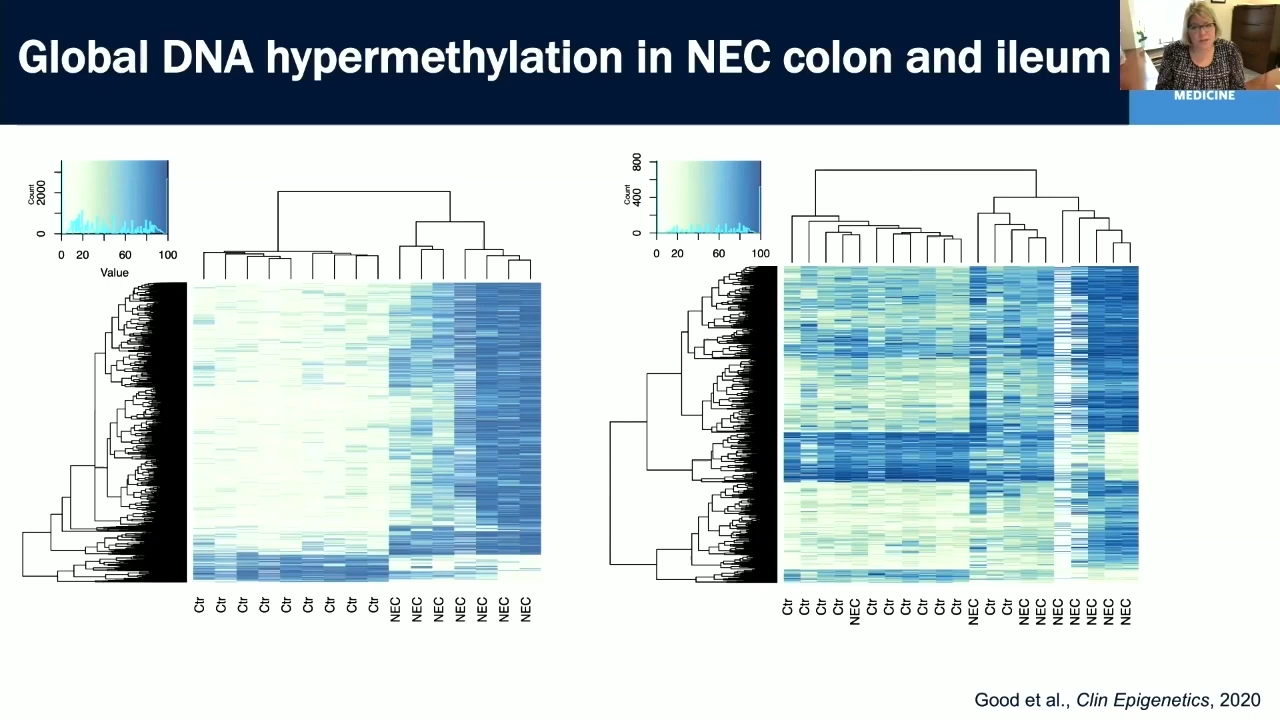 Global DNA hypermethylation in NEC colon and ileum
MEDICINE
Count
0 2000
0 20 60 100
Value
Ctr Ctr Ctr Ctr Ctr Ctr Ctr Ctr Ctr NEC NEC NEC NEC NEC NEC NEC
Count
0 400 800
0 20 60 100
Ctr Ctr Ctr Ctr NEC Ctr Ctr Ctr Ctr Ctr Ctr NEC Ctr Ctr NEC NEC NEC NEC NEC NEC NEC
Good et al., Clin Epigenetics, 2020